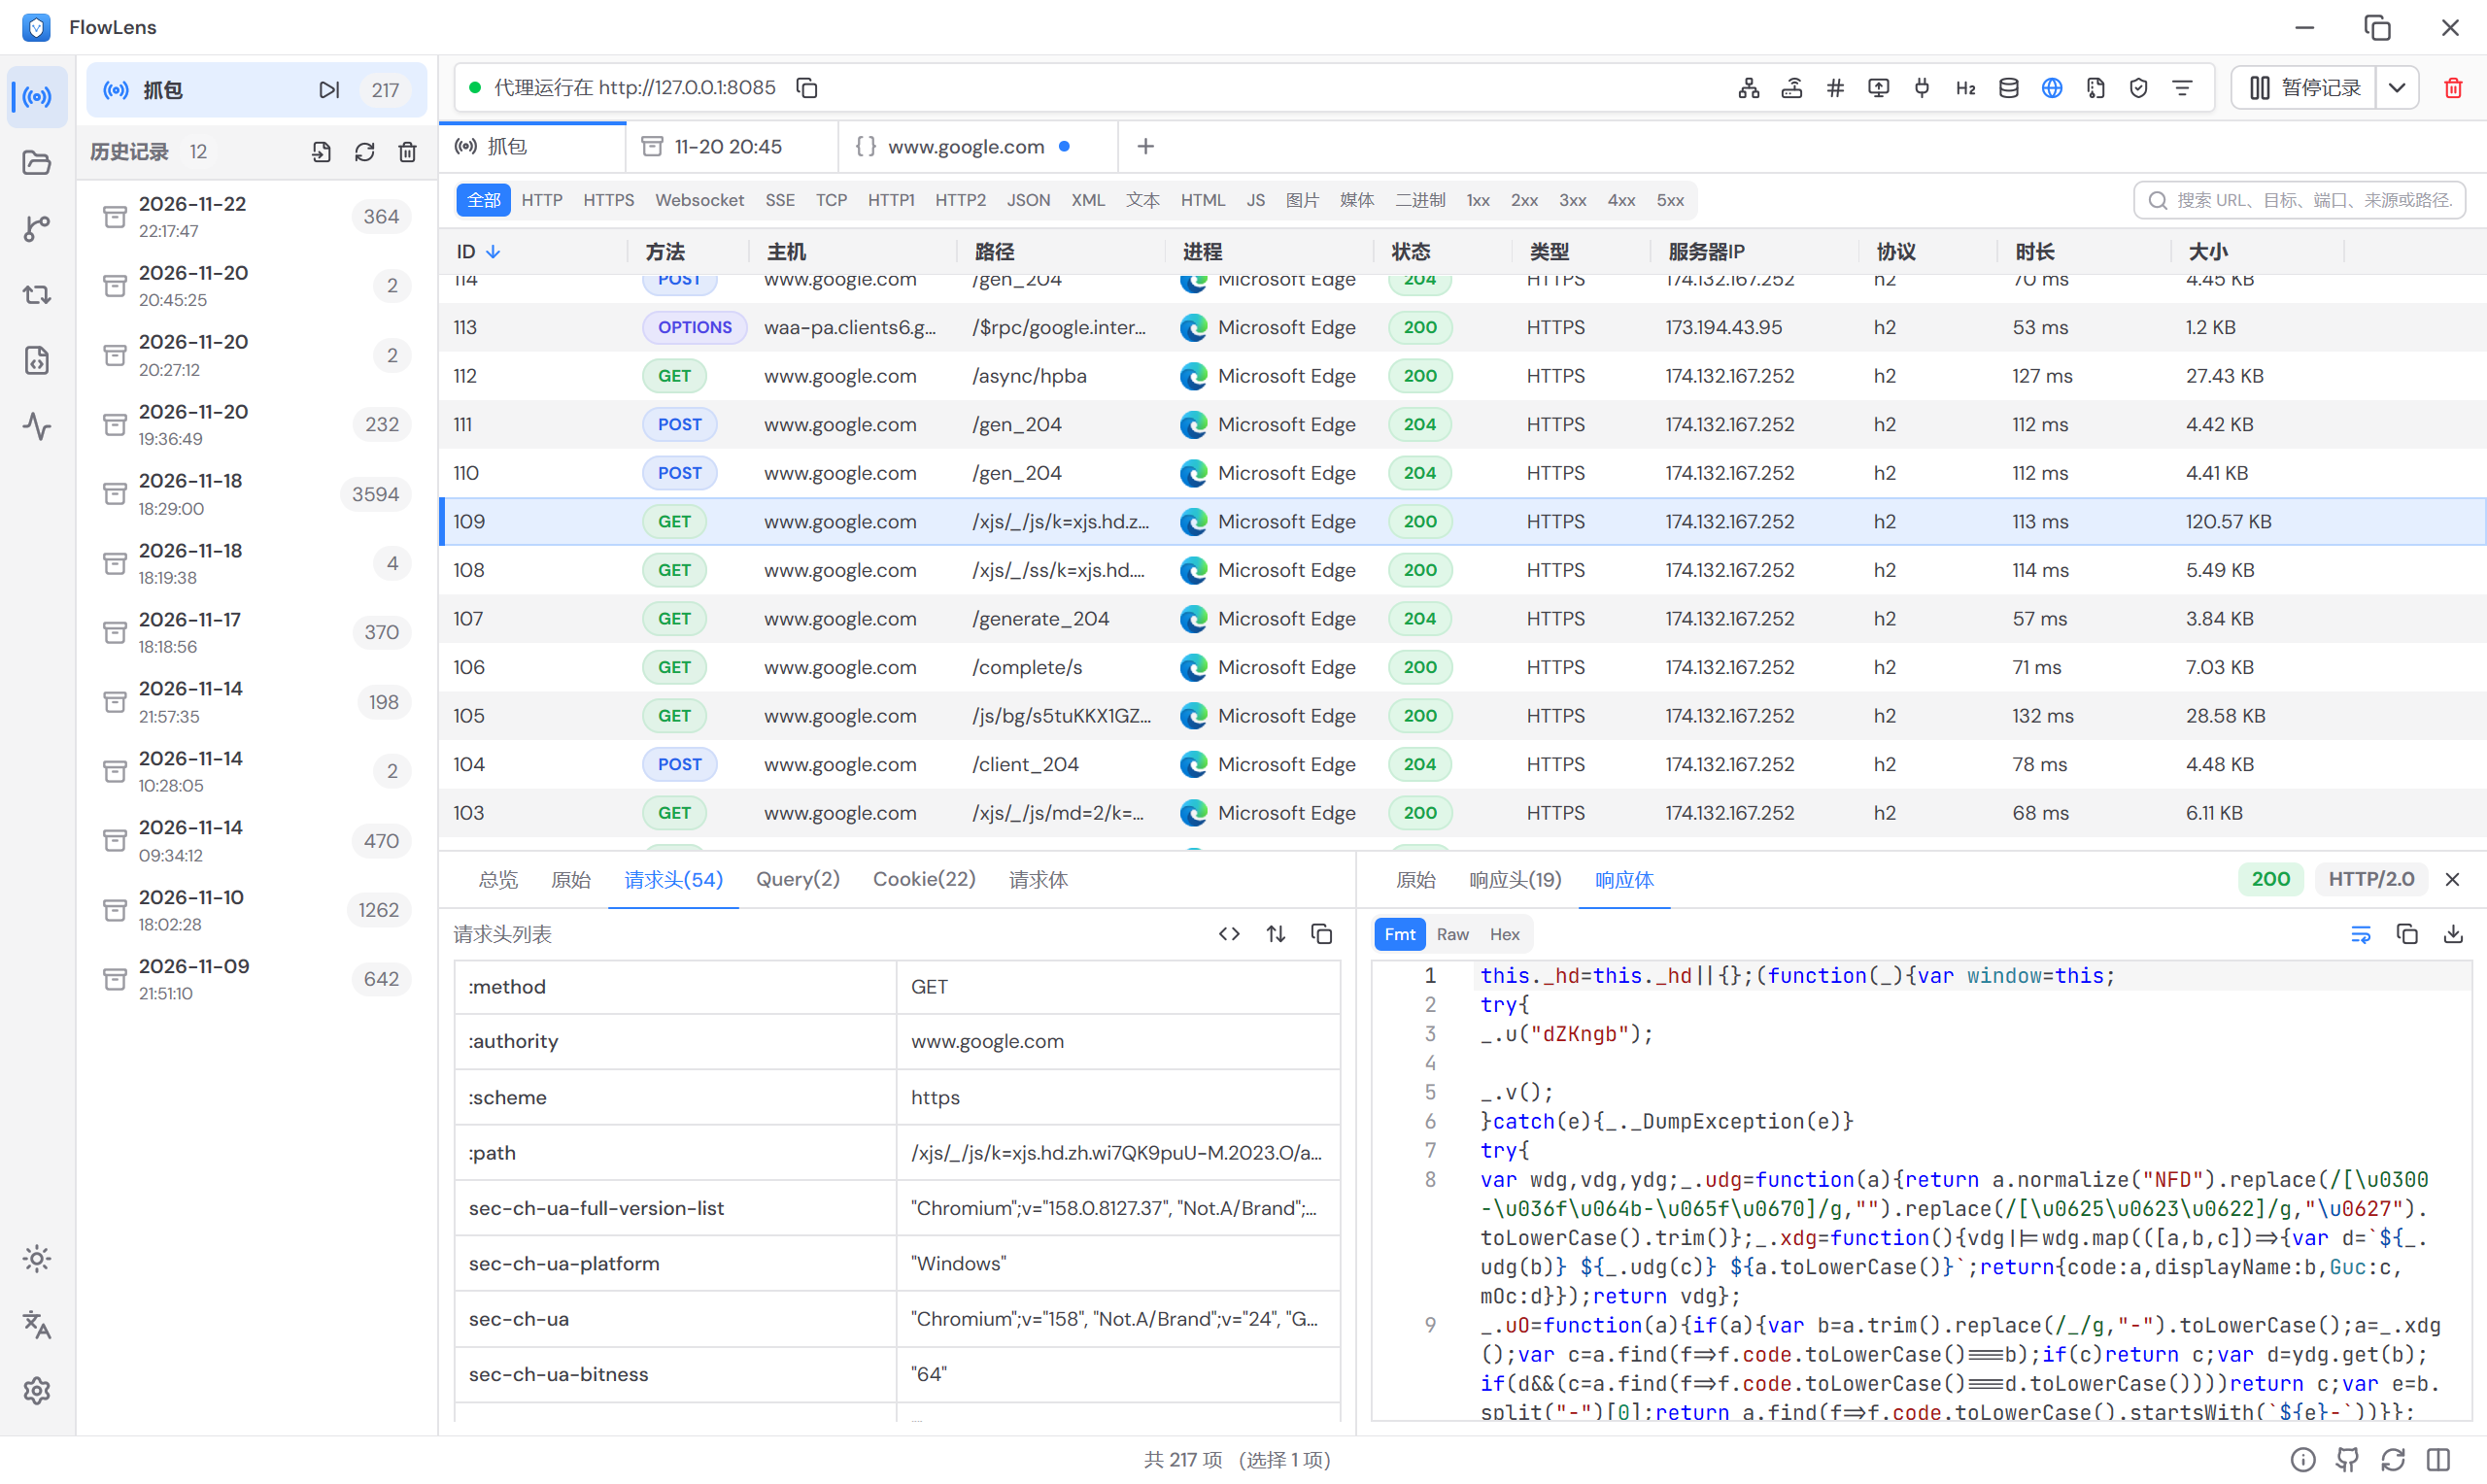 FlowLens
抓包 217
历史记录 12
2026-11-22
22:17:47
364
2026-11-20
20:45:25
2
2026-11-20
20:27:12
2
2026-11-20
19:36:49
232
2026-11-18
18:29:00
3594
2026-11-18
18:19:38
4
2026-11-17
18:18:56
370
2026-11-14
21:57:35
198
2026-11-14
10:28:05
2
2026-11-14
09:34:12
470
2026-11-10
18:02:28
1262
2026-11-09
21:51:10
642
代理运行在 http://127.0.0.1:8085
H2
暂停记录
抓包
11-20 20:45
www.google.com
全部 HTTP HTTPS Websocket SSE TCP HTTP1 HTTP2 JSON XML 文本 HTML JS 图片 媒体 二进制 1xx 2xx 3xx 4xx 5xx
搜索 URL、目标、端口、来源或路径.
ID 方法 主机 路径 进程 状态 类型 服务器IP 协议 时长 大小
114 POST www.google.com /gen_204 Microsoft Edge 204 HTTPS 174.132.167.252 h2 70 ms 4.45 KB
113 OPTIONS waa-pa.clients6.g... /$rpc/google.inter... Microsoft Edge 200 HTTPS 173.194.43.95 h2 53 ms 1.2 KB
112 GET www.google.com /async/hpba Microsoft Edge 200 HTTPS 174.132.167.252 h2 127 ms 27.43 KB
111 POST www.google.com /gen_204 Microsoft Edge 204 HTTPS 174.132.167.252 h2 112 ms 4.42 KB
110 POST www.google.com /gen_204 Microsoft Edge 204 HTTPS 174.132.167.252 h2 112 ms 4.41 KB
109 GET www.google.com /xjs/_/js/k=xjs.hd.z... Microsoft Edge 200 HTTPS 174.132.167.252 h2 113 ms 120.57 KB
108 GET www.google.com /xjs/_/ss/k=xjs.hd.... Microsoft Edge 200 HTTPS 174.132.167.252 h2 114 ms 5.49 KB
107 GET www.google.com /generate_204 Microsoft Edge 204 HTTPS 174.132.167.252 h2 57 ms 3.84 KB
106 GET www.google.com /complete/s Microsoft Edge 200 HTTPS 174.132.167.252 h2 71 ms 7.03 KB
105 GET www.google.com /js/bg/s5tuKKX1GZ... Microsoft Edge 200 HTTPS 174.132.167.252 h2 132 ms 28.58 KB
104 POST www.google.com /client_204 Microsoft Edge 204 HTTPS 174.132.167.252 h2 78 ms 4.48 KB
103 GET www.google.com /xjs/_/js/md=2/k=... Microsoft Edge 200 HTTPS 174.132.167.252 h2 68 ms 6.11 KB
总览 原始 请求头(54) Query(2) Cookie(22) 请求体
请求头列表
:method GET
:authority www.google.com
:scheme https
:path /xjs/_/js/k=xjs.hd.zh.wi7QK9puU-M.2023.O/a...
sec-ch-ua-full-version-list "Chromium";v="158.0.8127.37", "Not.A/Brand";...
sec-ch-ua-platform "Windows"
sec-ch-ua "Chromium";v="158", "Not.A/Brand";v="24", "G...
sec-ch-ua-bitness "64"
原始 响应头(19) 响应体 200 HTTP/2.0
Fmt Raw Hex
1 this._hd=this._hd||{};(function(_){var window=this;
2 try{
3 _.u("dZKngb");
4
5 _.v();
6 }catch(e){_._DumpException(e)}
7 try{
8 var wdg,vdg,ydg;_.udg=function(a){return a.normalize("NFD").replace(/[\u0300
-\u036f\u064b-\u065f\u0670]/g,"").replace(/[\u0625\u0623\u0622]/g,"\u0627").
toLowerCase().trim()};_.xdg=function(){vdg||=wdg.map(([a,b,c])=>{var d=`${_.
udg(b)} ${_.udg(c)} ${a.toLowerCase()}`;return{code:a,displayName:b,Guc:c,
mOc:d}});return vdg};
9 _.uO=function(a){if(a){var b=a.trim().replace(/_/g,"-").toLowerCase();a=_.xdg
();var c=a.find(f=>f.code.toLowerCase()===b);if(c)return c;var d=ydg.get(b);
if(d&&(c=a.find(f=>f.code.toLowerCase()===d.toLowerCase())))return c;var e=b.
split("-")[0];return a.find(f=>f.code.toLowerCase().startsWith(`${e}-`))}};
共 217 项 (选择 1 项)